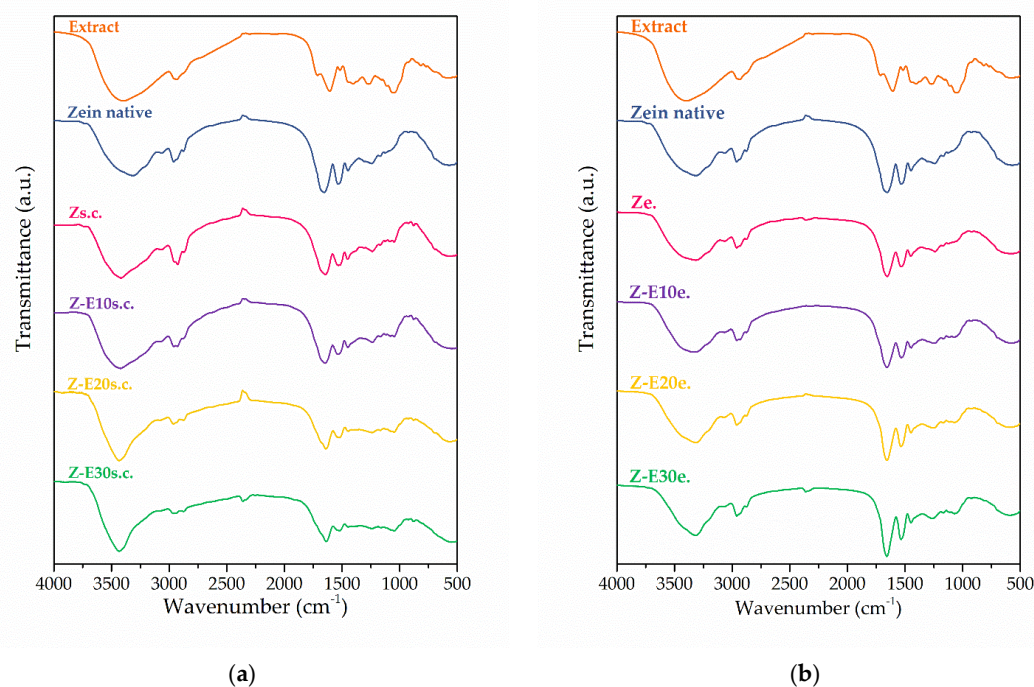 Extract
Zein native
Zs.c.
Z-E10s.c.
Z-E20s.c.
Z-E30s.c.
Transmittance (a.u.)
4000 3500 3000 2500 2000 1500 1000 500
Wavenumber (cm-1)
(a)
Extract
Zein native
Ze.
Z-E10e.
Z-E20e.
Z-E30e.
Transmittance (a.u.)
4000 3500 3000 2500 2000 1500 1000 500
Wavenumber (cm-1)
(b)